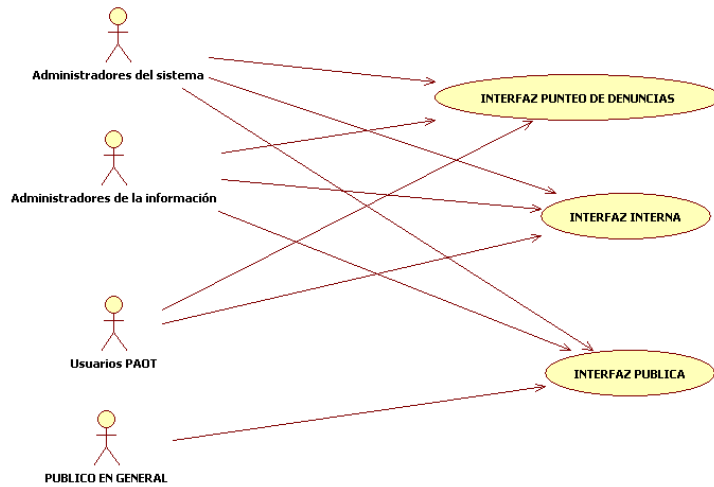 Administradores del sistema
INTERFAZ PUNTEO DE DENUNCIAS
Administradores de la información
INTERFAZ INTERNA
Usuarios PAOT
INTERFAZ PUBLICA
PUBLICO EN GENERAL